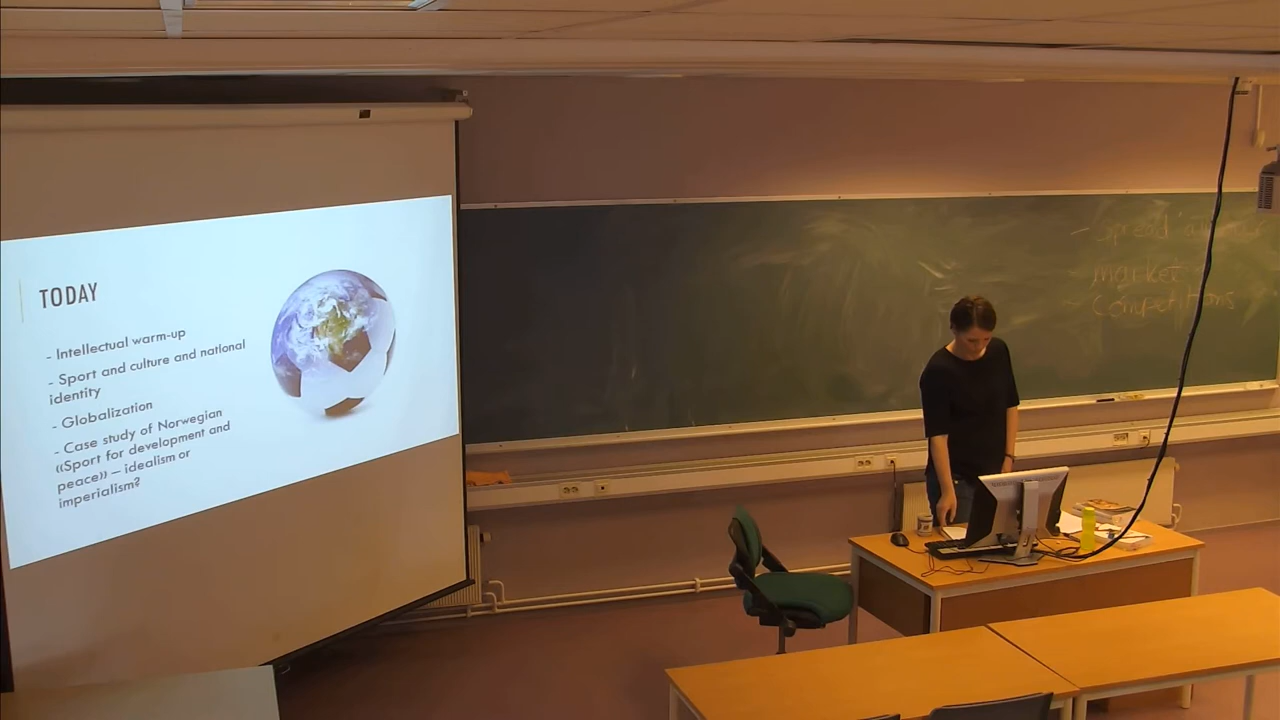 TODAY
- Intellectual warm-up
- Sport and culture and national
identity
- Globalization
- Case study of Norwegian
«Sport for development and
peace» – idealism or
imperialism?
- Spread
market
Competitions